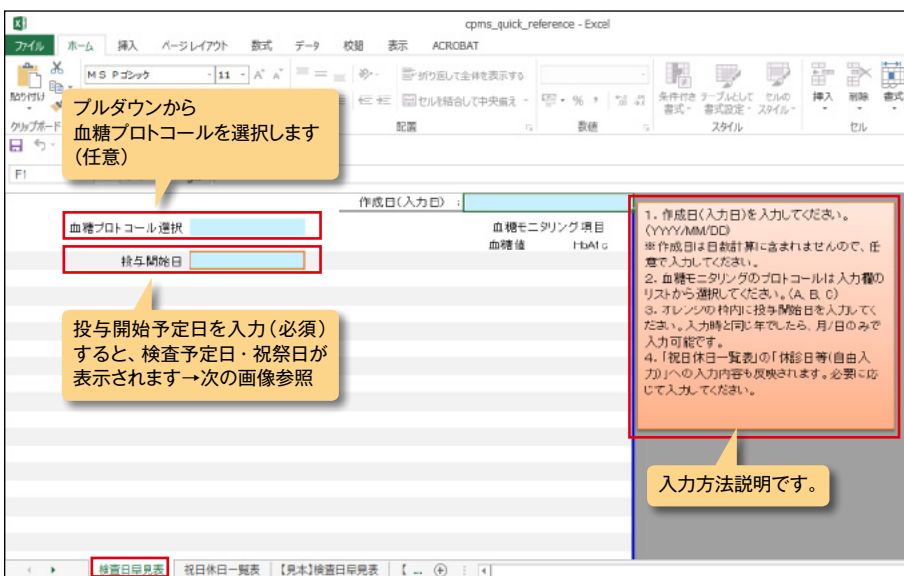 cpms_quick_reference - Excel
ファイル ホーム 挿入 ページレイアウト 数式 データ 校閲 表示 ACROBAT
MS Pゴシック 11
折り返して全体を表示する
貼り付け
セルを結合して中央揃え
条件付き書式 テーブルとして書式設定 セルのスタイル
挿入 削除 書式
クリップボード 配置 数値 スタイル セル
プルダウンから
血糖プロトコールを選択します
(任意)
F1
作成日(入力日) :
血糖プロトコール選択
血糖モニタリング項目
血糖値 HbA1c
投与開始日
1. 作成日(入力日)を入力してください。
(YYYY/MM/DD)
※作成日は日数計算に含まれませんので、任
意で入力してください。
2. 血糖モニタリングのプロトコールは入力欄の
リストから選択してください。(A, B, C)
3. オレンジの枠内に投与開始日を入力してく
ださい。入力時と同じ年でしたら、月/日のみで
入力可能です。
4.「祝日休日一覧表」の「休診日等(自由入
力)」への入力内容も反映されます。必要に応
じて入力してください。
投与開始予定日を入力(必須)
すると、検査予定日・祝祭日が
表示されます→次の画像参照
入力方法説明です。
検査日早見表 祝日休日一覧表 【見本】検査日早見表 【 ...